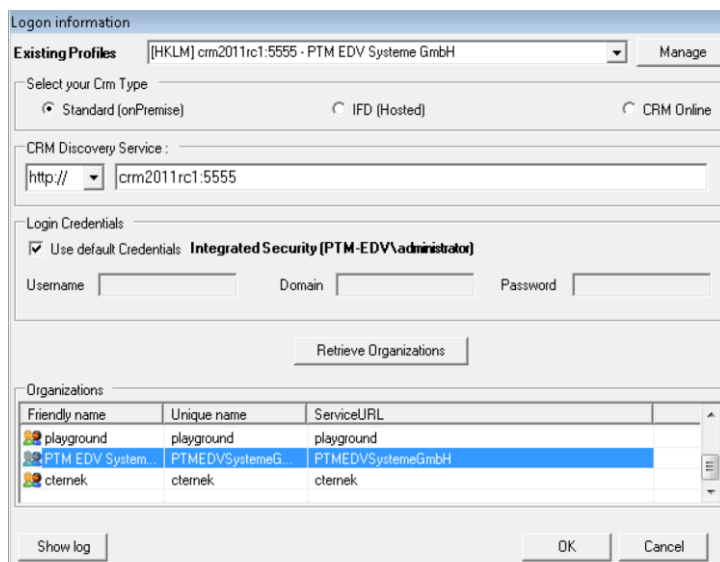 Logon information
Existing Profiles [HKLM] crm2011rc1:5555 - PTM EDV Systeme GmbH Manage
Select your Crm Type
Standard (onPremise) IFD (Hosted) CRM Online
CRM Discovery Service :
http:// crm2011rc1:5555
Login Credentials
Use default Credentials Integrated Security (PTM-EDV\administrator)
Username Domain Password
Retrieve Organizations
Organizations
Friendly name Unique name ServiceURL
playground playground playground
PTM EDV System... PTMEDVSystemeG... PTMEDVSystemeGmbH
cternek cternek cternek
Show log OK Cancel